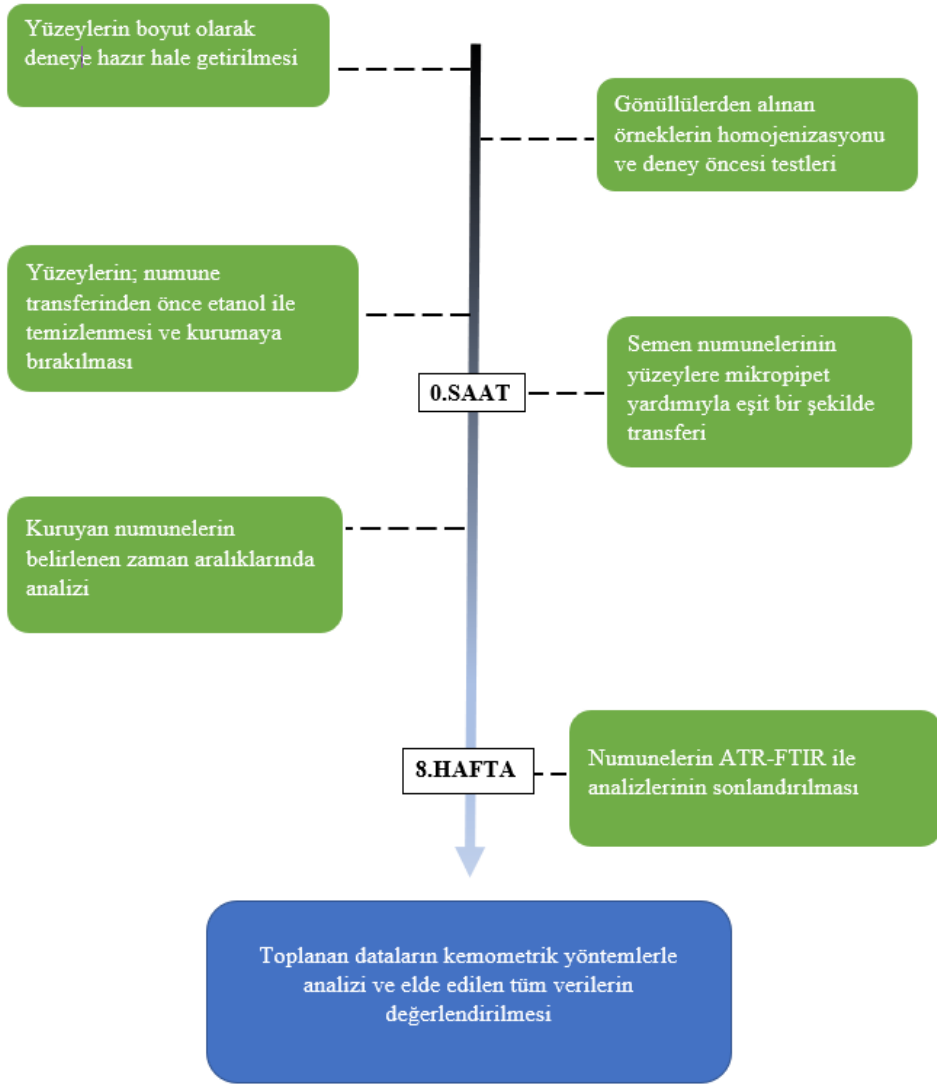 Yüzeylerin boyut olarak
deneye hazır hale getirilmesi
Gönüllülerden alınan
örneklerin homojenizasyonu
ve deney öncesi testleri
Yüzeylerin; numune
transferinden önce etanol ile
temizlenmesi ve kurumaya
bırakılması
0.SAAT
Semen numunelerinin
yüzeylere mikropipet
yardımıyla eşit bir şekilde
transferi
Kuruyan numunelerin
belirlenen zaman aralıklarında
analizi
8.HAFTA
Numunelerin ATR-FTIR ile
analizlerinin sonlandırılması
Toplanan dataların kemometrik yöntemlerle
analizi ve elde edilen tüm verilerin
değerlendirilmesi